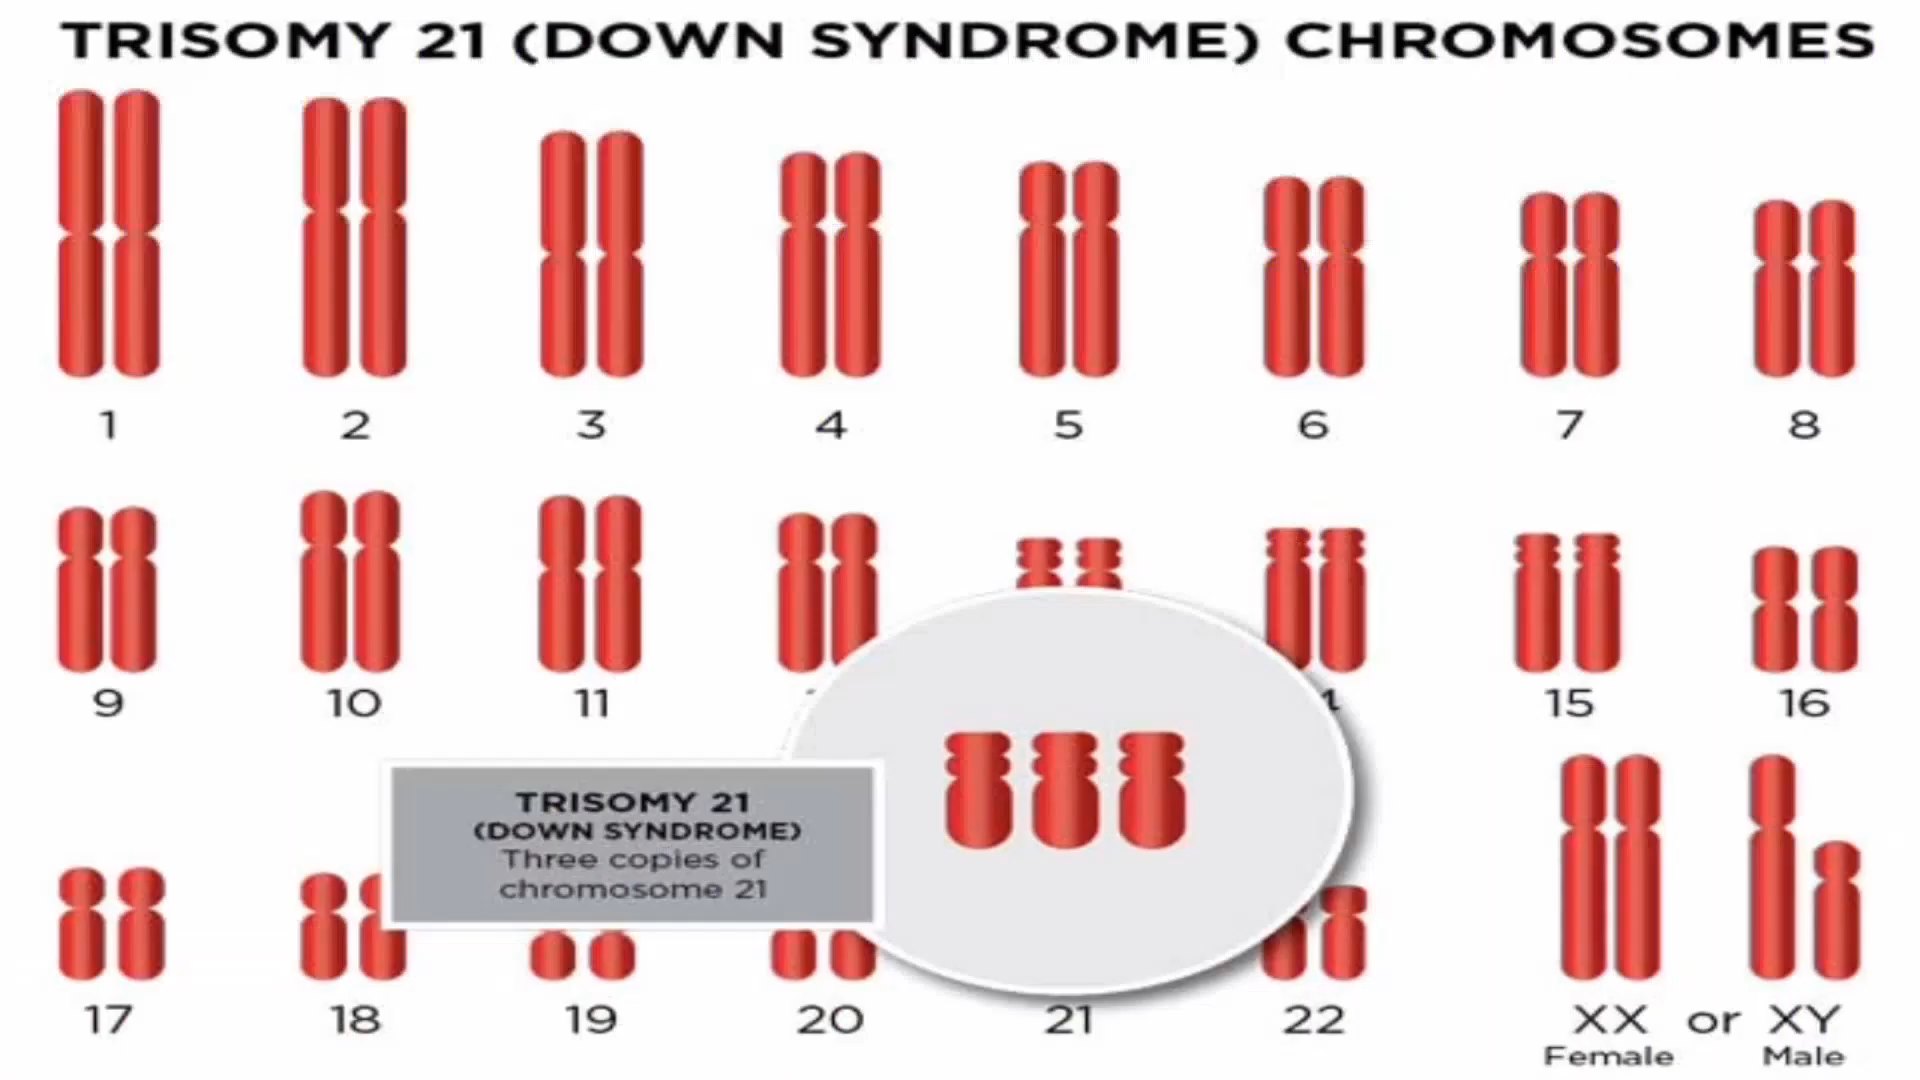 TRISOMY 21 (DOWN SYNDROME) CHROMOSOMES
1 2 3 4 5 6 7 8
9 10 11 15 16
TRISOMY 21
(DOWN SYNDROME)
Three copies of
chromosome 21
17 18 19 20 21 22 XX or XY
Female Male